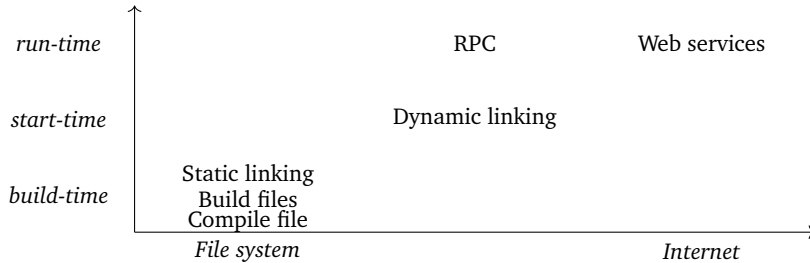 run-time RPC Web services
start-time Dynamic linking
Static linking
build-time Build files
Compile file
File system Internet